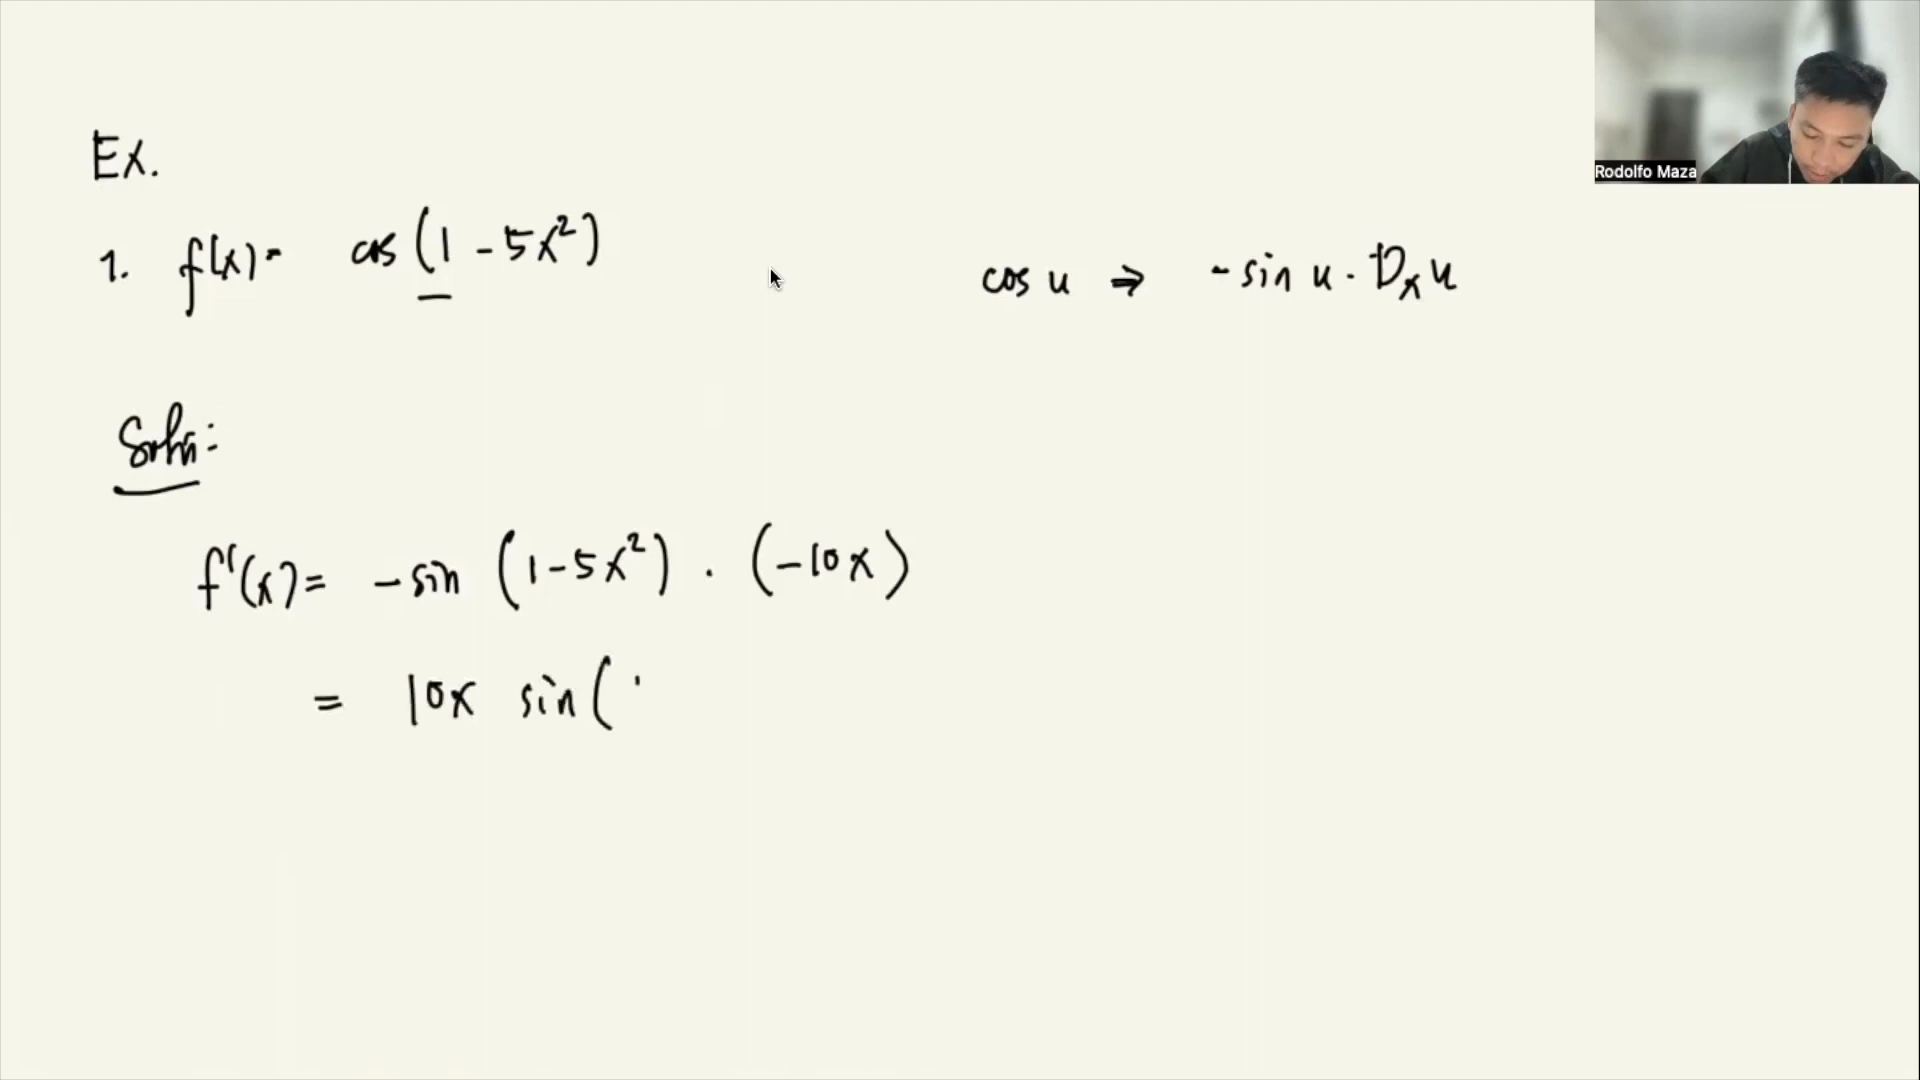 Rodolfo Maza
Ex.
1. f(x) = cos (1 - 5x²)
cos u ⇒ - sin u · Dₓu
Soln:
f'(x) = - sin (1 - 5x²) · (-10x)
= 10x sin(